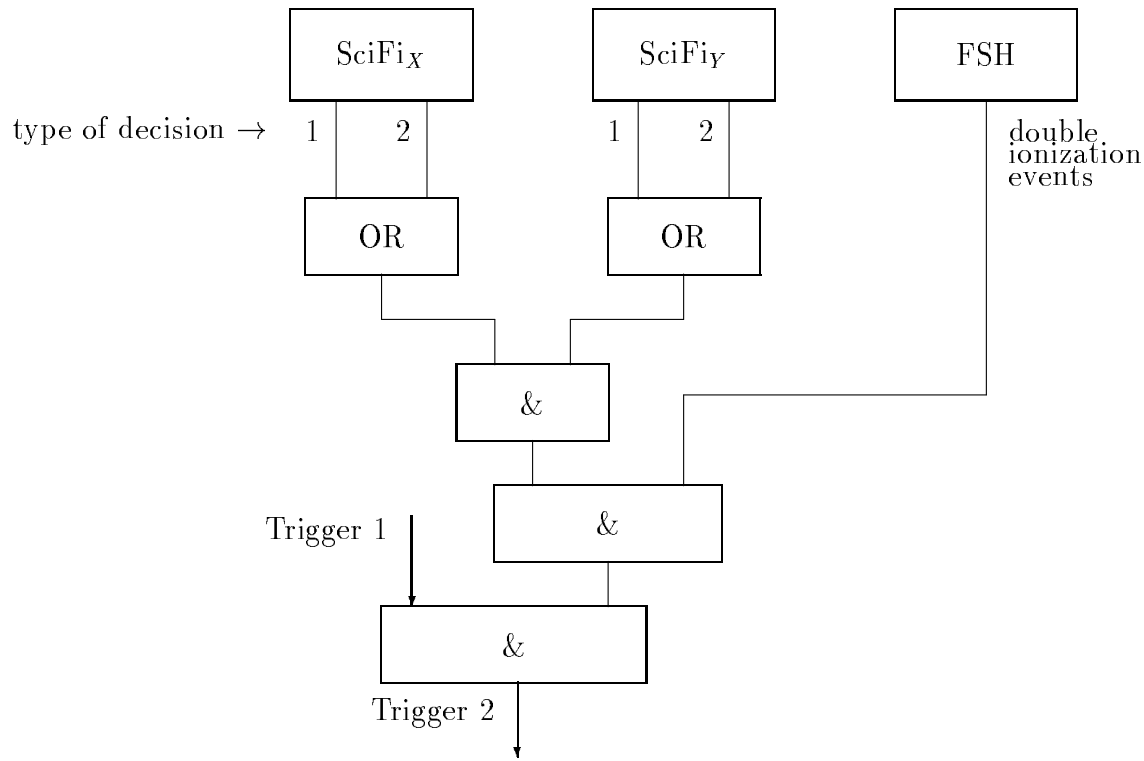 SciFi_X
SciFi_Y
FSH
type of decision →
1
2
1
2
double
ionization
events
OR
OR
&
&
Trigger 1
&
Trigger 2